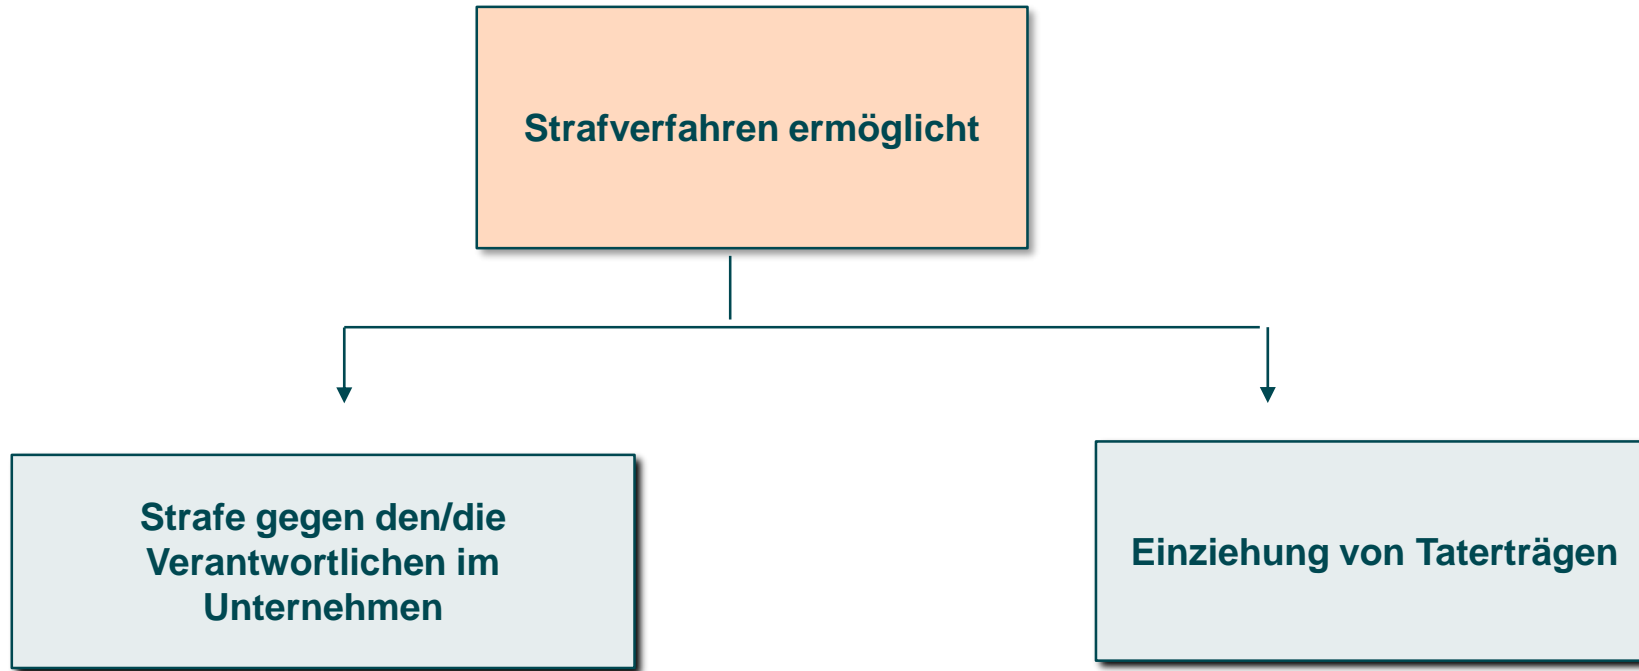 Strafverfahren ermöglicht
Strafe gegen den/die
Verantwortlichen im
Unternehmen
Einziehung von Taterträgen